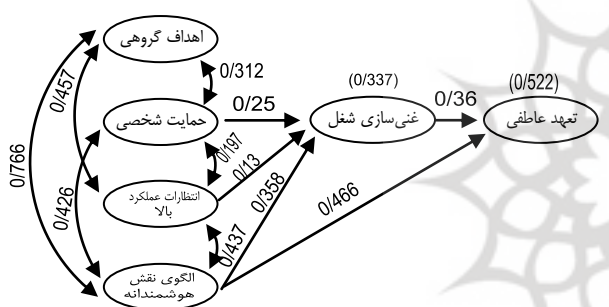 اهداف گروهی
0/312
0/457
(0/337)
(0/522)
0/25
0/36
حمایت شخصی
غنی‌سازی شغل
تعهد عاطفی
0/766
0/197
0/13
انتظارات عملکرد
بالا
0/426
0/358
0/466
0/437
الگوی نقش
هوشمندانه